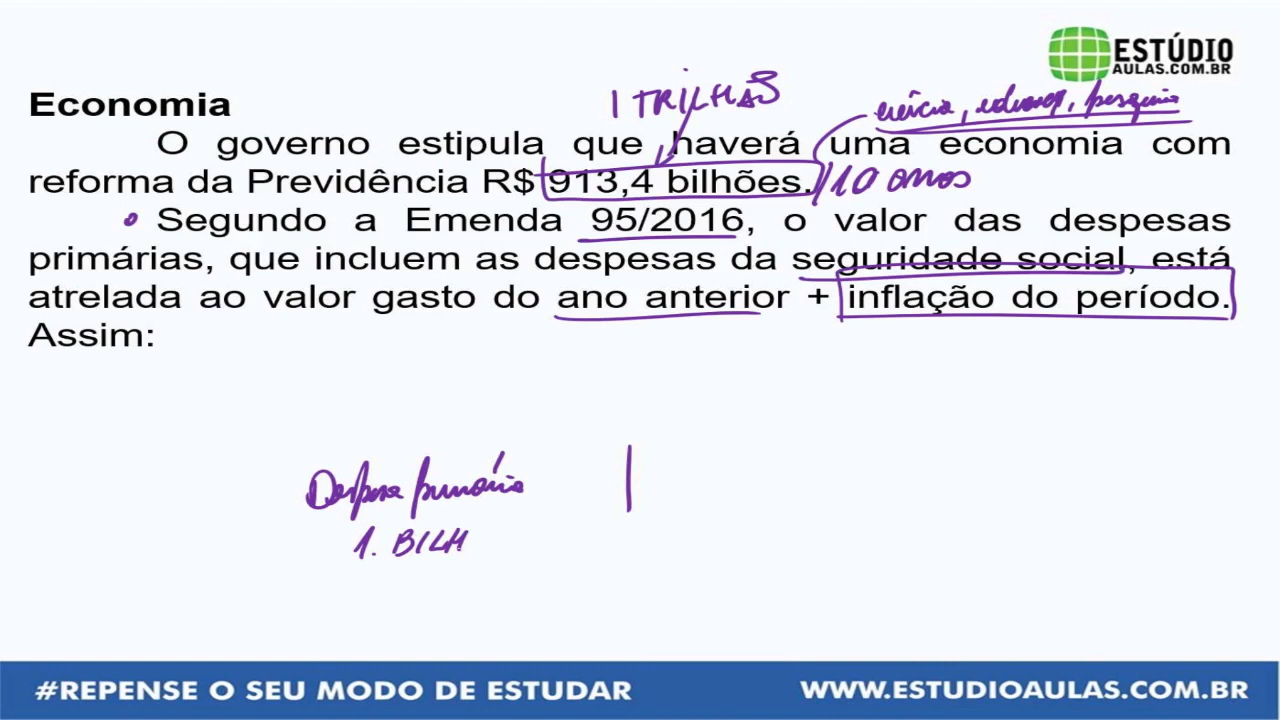 ESTÚDIO
AULAS.COM.BR
1 TRILHÃO
ciência, educação, pesquisa
Economia
O governo estipula que haverá uma economia com
reforma da Previdência R$ 913,4 bilhões. /10 anos
• Segundo a Emenda 95/2016, o valor das despesas
primárias, que incluem as despesas da seguridade social, está
atrelada ao valor gasto do ano anterior + inflação do período.
Assim:
Despesa primária
1. BILH
#REPENSE O SEU MODO DE ESTUDAR
WWW.ESTUDIOAULAS.COM.BR